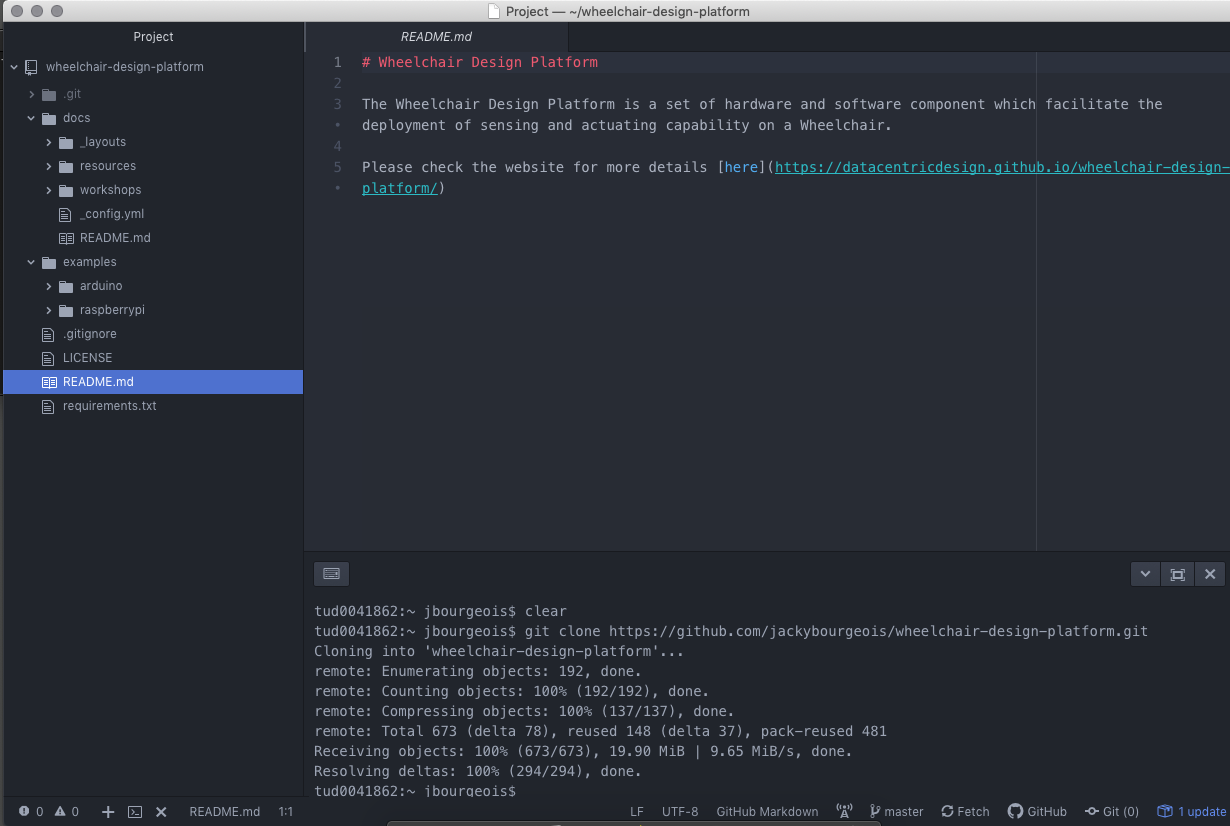 Project — ~/wheelchair-design-platform
Project
README.md
wheelchair-design-platform
.git
docs
_layouts
resources
workshops
_config.yml
README.md
examples
arduino
raspberrypi
.gitignore
LICENSE
README.md
requirements.txt
1 # Wheelchair Design Platform
2
3 The Wheelchair Design Platform is a set of hardware and software component which facilitate the
• deployment of sensing and actuating capability on a Wheelchair.
4
5 Please check the website for more details [here](https://datacentricdesign.github.io/wheelchair-design-
• platform/)
tud0041862:~ jbourgeois$ clear
tud0041862:~ jbourgeois$ git clone https://github.com/jackybourgeois/wheelchair-design-platform.git
Cloning into 'wheelchair-design-platform'...
remote: Enumerating objects: 192, done.
remote: Counting objects: 100% (192/192), done.
remote: Compressing objects: 100% (137/137), done.
remote: Total 673 (delta 78), reused 148 (delta 37), pack-reused 481
Receiving objects: 100% (673/673), 19.90 MiB | 9.65 MiB/s, done.
Resolving deltas: 100% (294/294), done.
tud0041862:~ jbourgeois$
0 0 README.md 1:1 LF UTF-8 GitHub Markdown master Fetch GitHub Git (0) 1 update